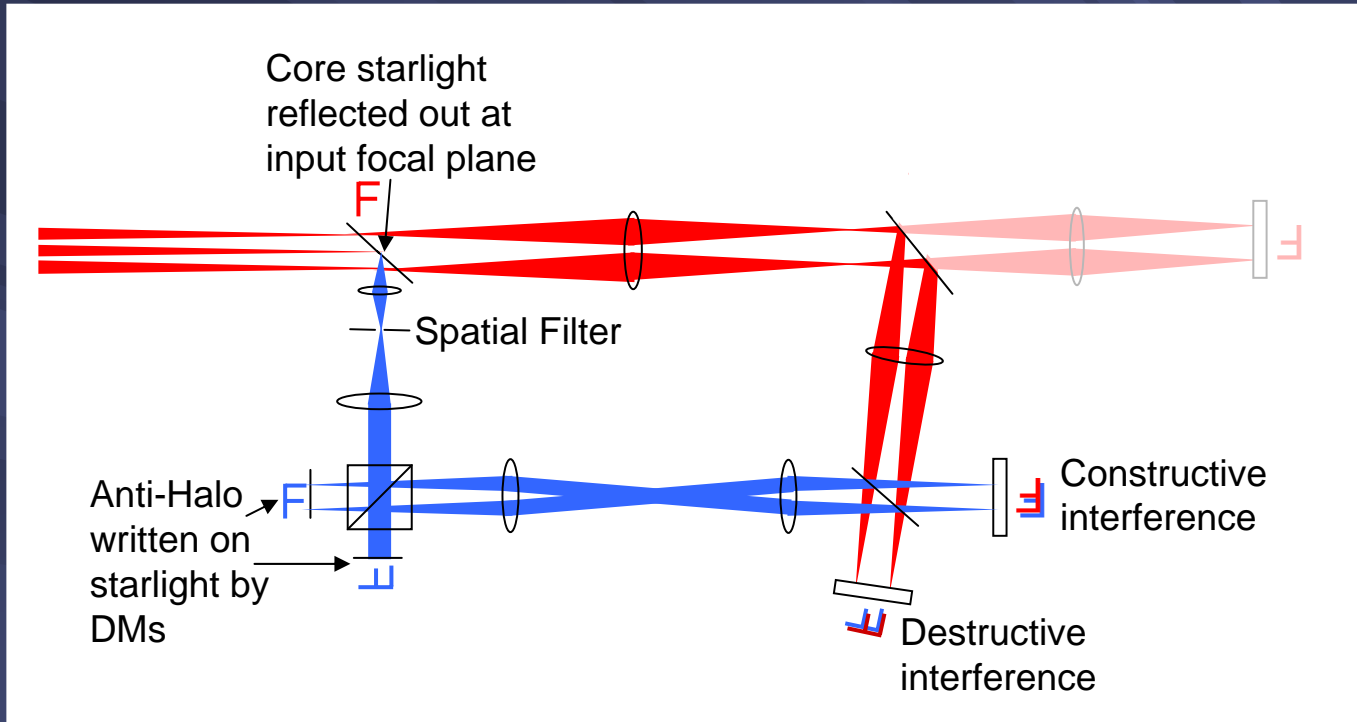 Core starlight
reflected out at
input focal plane
F
F
Spatial Filter
Anti-Halo
written on
starlight by
DMs
F
F
Constructive
interference
F
F
Destructive
interference